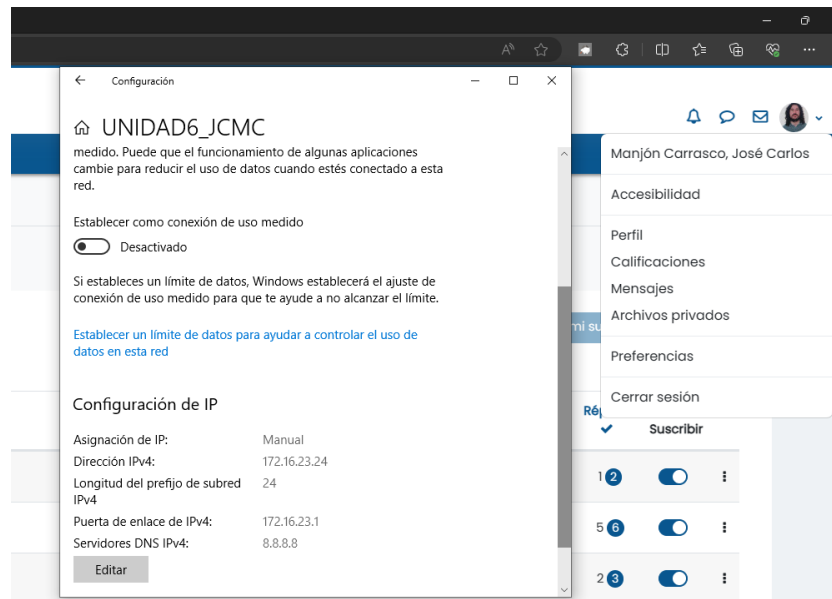 Configuración
UNIDAD6_JCMC
medido. Puede que el funcionamiento de algunas aplicaciones
cambie para reducir el uso de datos cuando estés conectado a esta
red.
Establecer como conexión de uso medido
Desactivado
Si estableces un límite de datos, Windows establecerá el ajuste de
conexión de uso medido para que te ayude a no alcanzar el límite.
Establecer un límite de datos para ayudar a controlar el uso de
datos en esta red
Configuración de IP
Asignación de IP: Manual
Dirección IPv4: 172.16.23.24
Longitud del prefijo de subred 24
IPv4
Puerta de enlace de IPv4: 172.16.23.1
Servidores DNS IPv4: 8.8.8.8
Editar
Manjón Carrasco, José Carlos
Accesibilidad
Perfil
Calificaciones
Mensajes
Archivos privados
Preferencias
Cerrar sesión
mi su
Rép
Suscribir
1 2
5 6
2 3